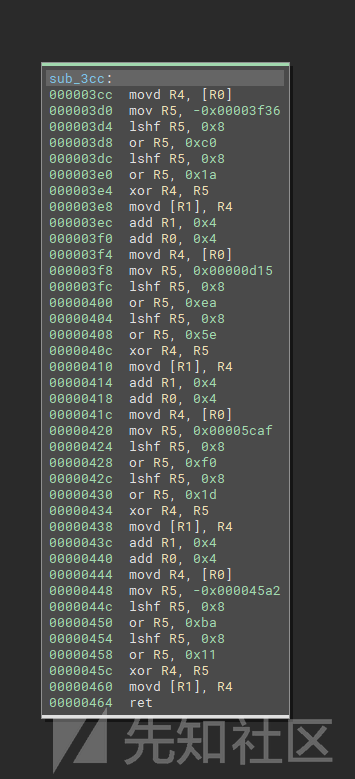 sub_3cc:
000003cc movd R4, [R0]
000003d0 mov R5, -0x00003f36
000003d4 lshf R5, 0x8
000003d8 or R5, 0xc0
000003dc lshf R5, 0x8
000003e0 or R5, 0x1a
000003e4 xor R4, R5
000003e8 movd [R1], R4
000003ec add R1, 0x4
000003f0 add R0, 0x4
000003f4 movd R4, [R0]
000003f8 mov R5, 0x00000d15
000003fc lshf R5, 0x8
00000400 or R5, 0xea
00000404 lshf R5, 0x8
00000408 or R5, 0x5e
0000040c xor R4, R5
00000410 movd [R1], R4
00000414 add R1, 0x4
00000418 add R0, 0x4
0000041c movd R4, [R0]
00000420 mov R5, 0x00005caf
00000424 lshf R5, 0x8
00000428 or R5, 0xf0
0000042c lshf R5, 0x8
00000430 or R5, 0x1d
00000434 xor R4, R5
00000438 movd [R1], R4
0000043c add R1, 0x4
00000440 add R0, 0x4
00000444 movd R4, [R0]
00000448 mov R5, -0x000045a2
0000044c lshf R5, 0x8
00000450 or R5, 0xba
00000454 lshf R5, 0x8
00000458 or R5, 0x11
0000045c xor R4, R5
00000460 movd [R1], R4
00000464 ret
先知社区